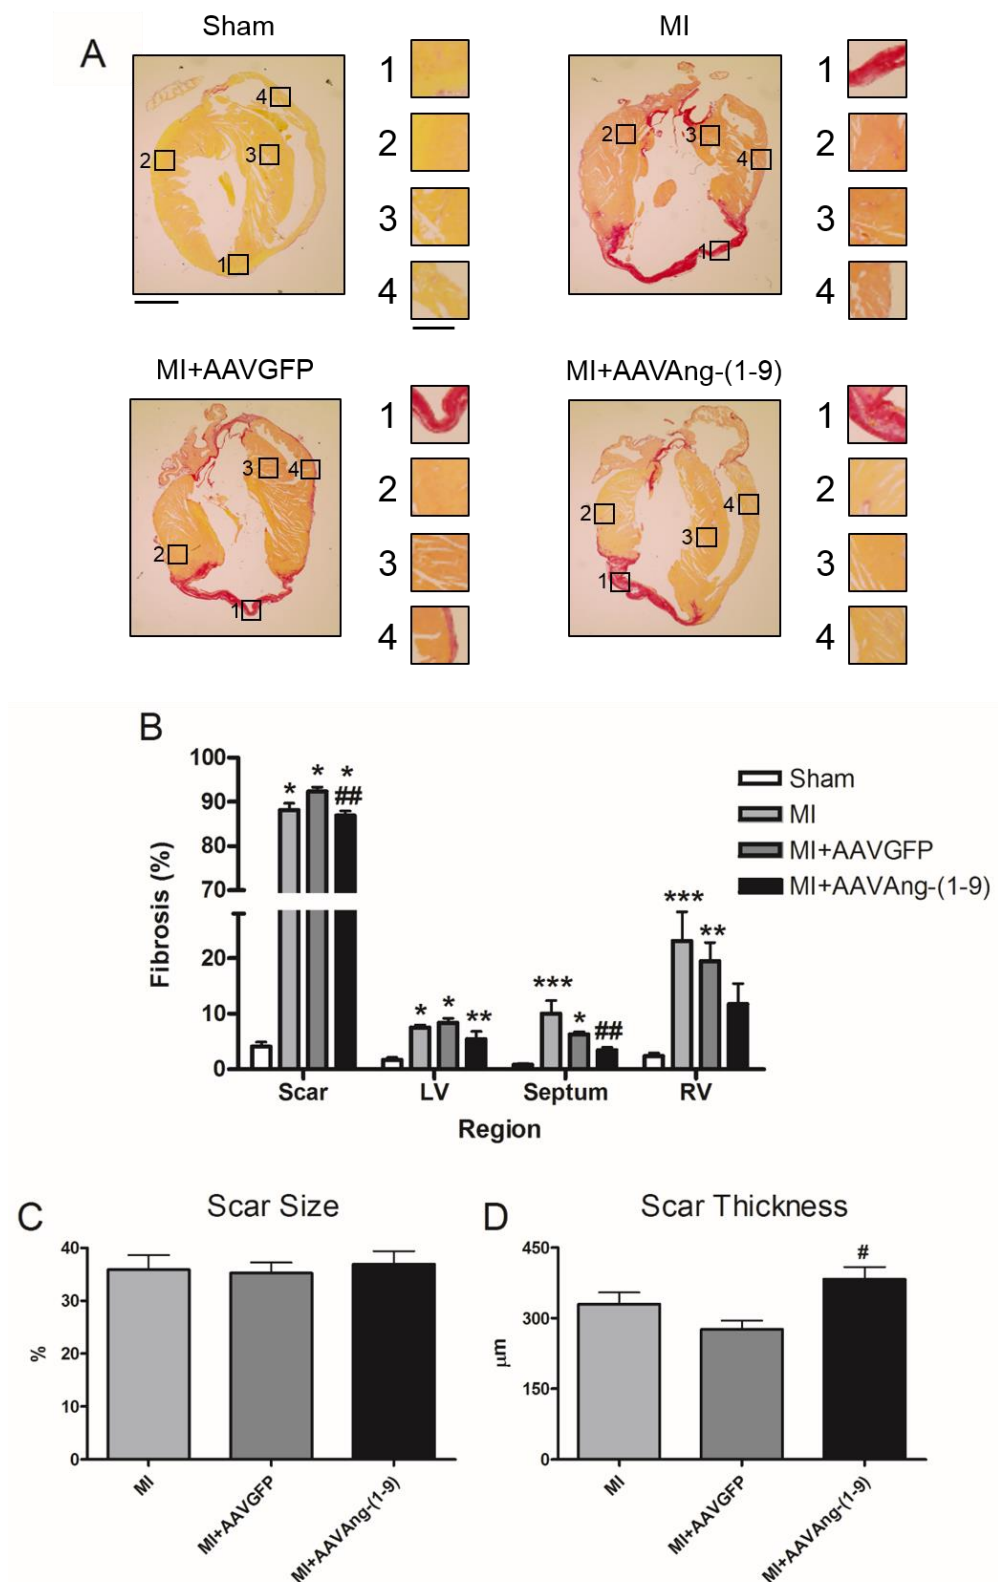 A
Sham
1
2
3
4
1
2
3
4
MI
1
2
3
4
1
2
3
4
MI+AAVGFP
1
2
3
4
1
2
3
4
MI+AAVAng-(1-9)
1
2
3
4
1
2
3
4
B
Fibrosis (%)
100
90
80
70
20
10
0
* * *
##
* * **
*** * ##
*** **
Scar LV Septum RV
Region
Sham
MI
MI+AAVGFP
MI+AAVAng-(1-9)
C
Scar Size
%
40
30
20
10
0
MI
MI+AAVGFP
MI+AAVAng-(1-9)
D
Scar Thickness
µm
450
300
150
0
#
MI
MI+AAVGFP
MI+AAVAng-(1-9)